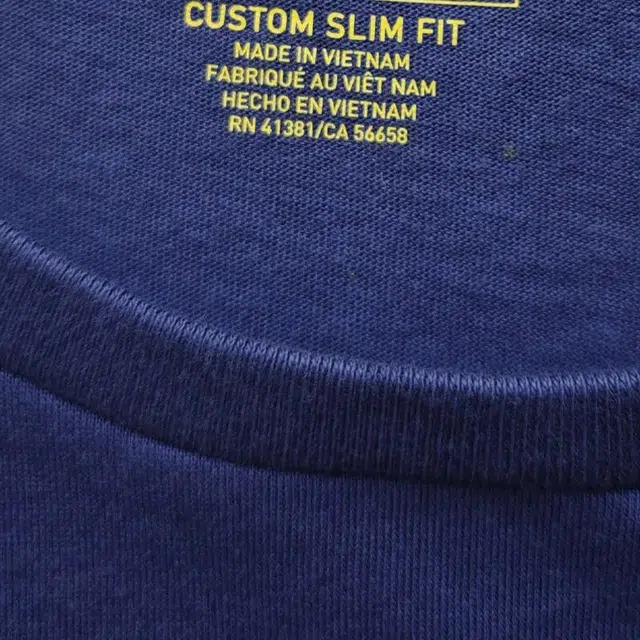 CUSTOM SLIM FIT
MADE IN VIETNAM
FABRIQUÉ AU VIÊT NAM
HECHO EN VIETNAM
RN 41381/CA 56658